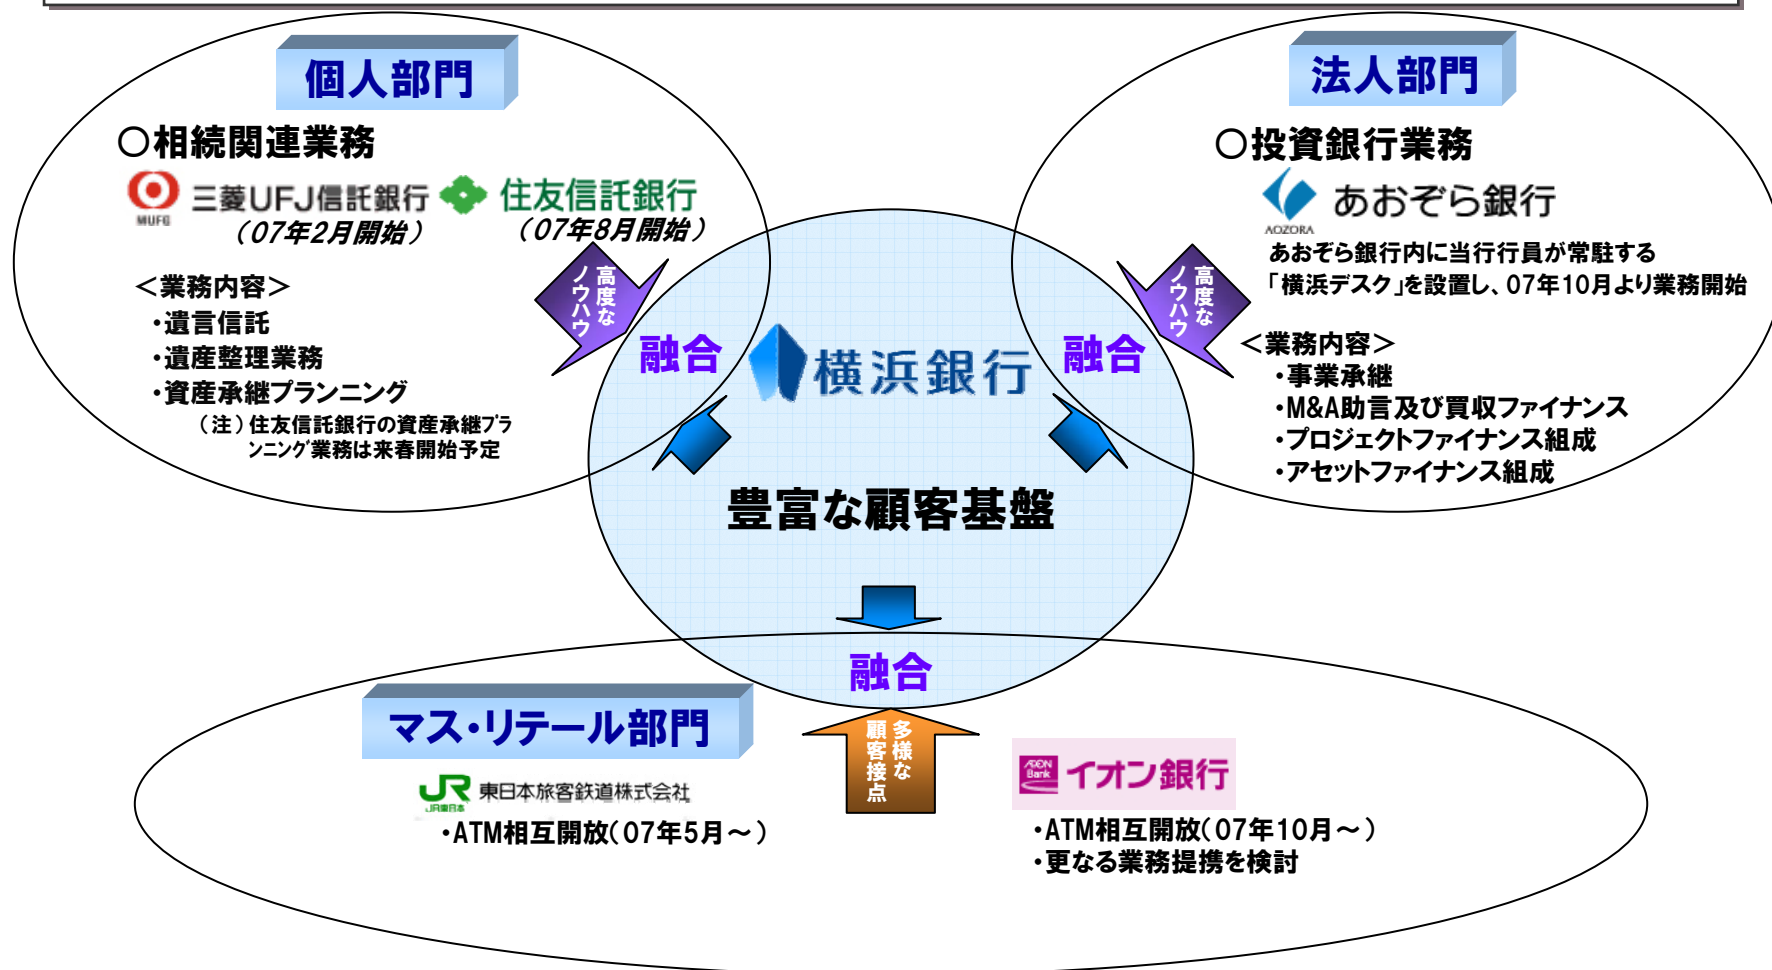 個人部門
〇相続関連業務
MUFG
三菱UFJ信託銀行
(07年2月開始)
住友信託銀行
(07年8月開始)
<業務内容>
・遺言信託
・遺産整理業務
・資産承継プランニング
(注)住友信託銀行の資産承継プラ
ンニング業務は来春開始予定
高度な
ノウハウ
融合
法人部門
〇投資銀行業務
AOZORA
あおぞら銀行
あおぞら銀行内に当行行員が常駐する
「横浜デスク」を設置し、07年10月より業務開始
<業務内容>
・事業承継
・M&A助言及び買収ファイナンス
・プロジェクトファイナンス組成
・アセットファイナンス組成
高度な
ノウハウ
融合
横浜銀行
豊富な顧客基盤
融合
多様な
顧客接点
マス・リテール部門
JR
JR東日本
東日本旅客鉄道株式会社
・ATM相互開放(07年5月~)
AEON
Bank
イオン銀行
・ATM相互開放(07年10月~)
・更なる業務提携を検討